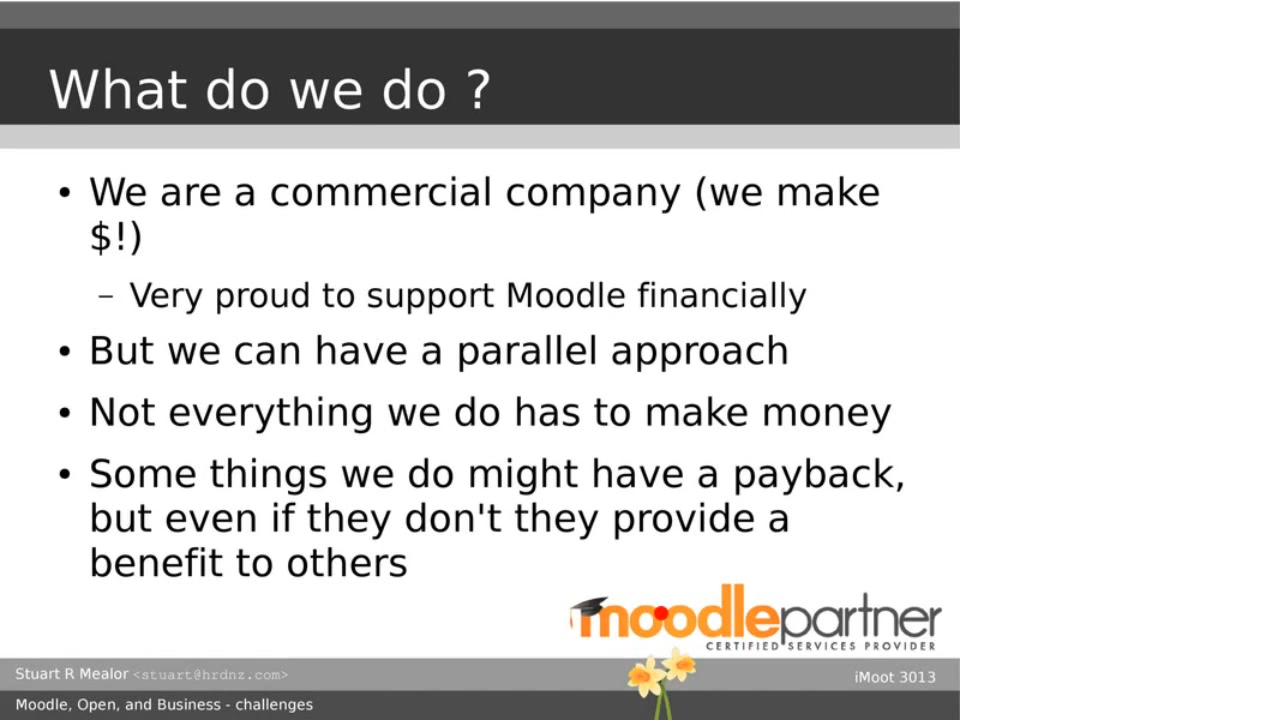 What do we do ?
• We are a commercial company (we make
$!)
– Very proud to support Moodle financially
• But we can have a parallel approach
• Not everything we do has to make money
• Some things we do might have a payback,
but even if they don't they provide a
benefit to others
moodlepartner
CERTIFIED SERVICES PROVIDER
Stuart R Mealor <stuart@hrdnz.com>
iMoot 3013
Moodle, Open, and Business - challenges